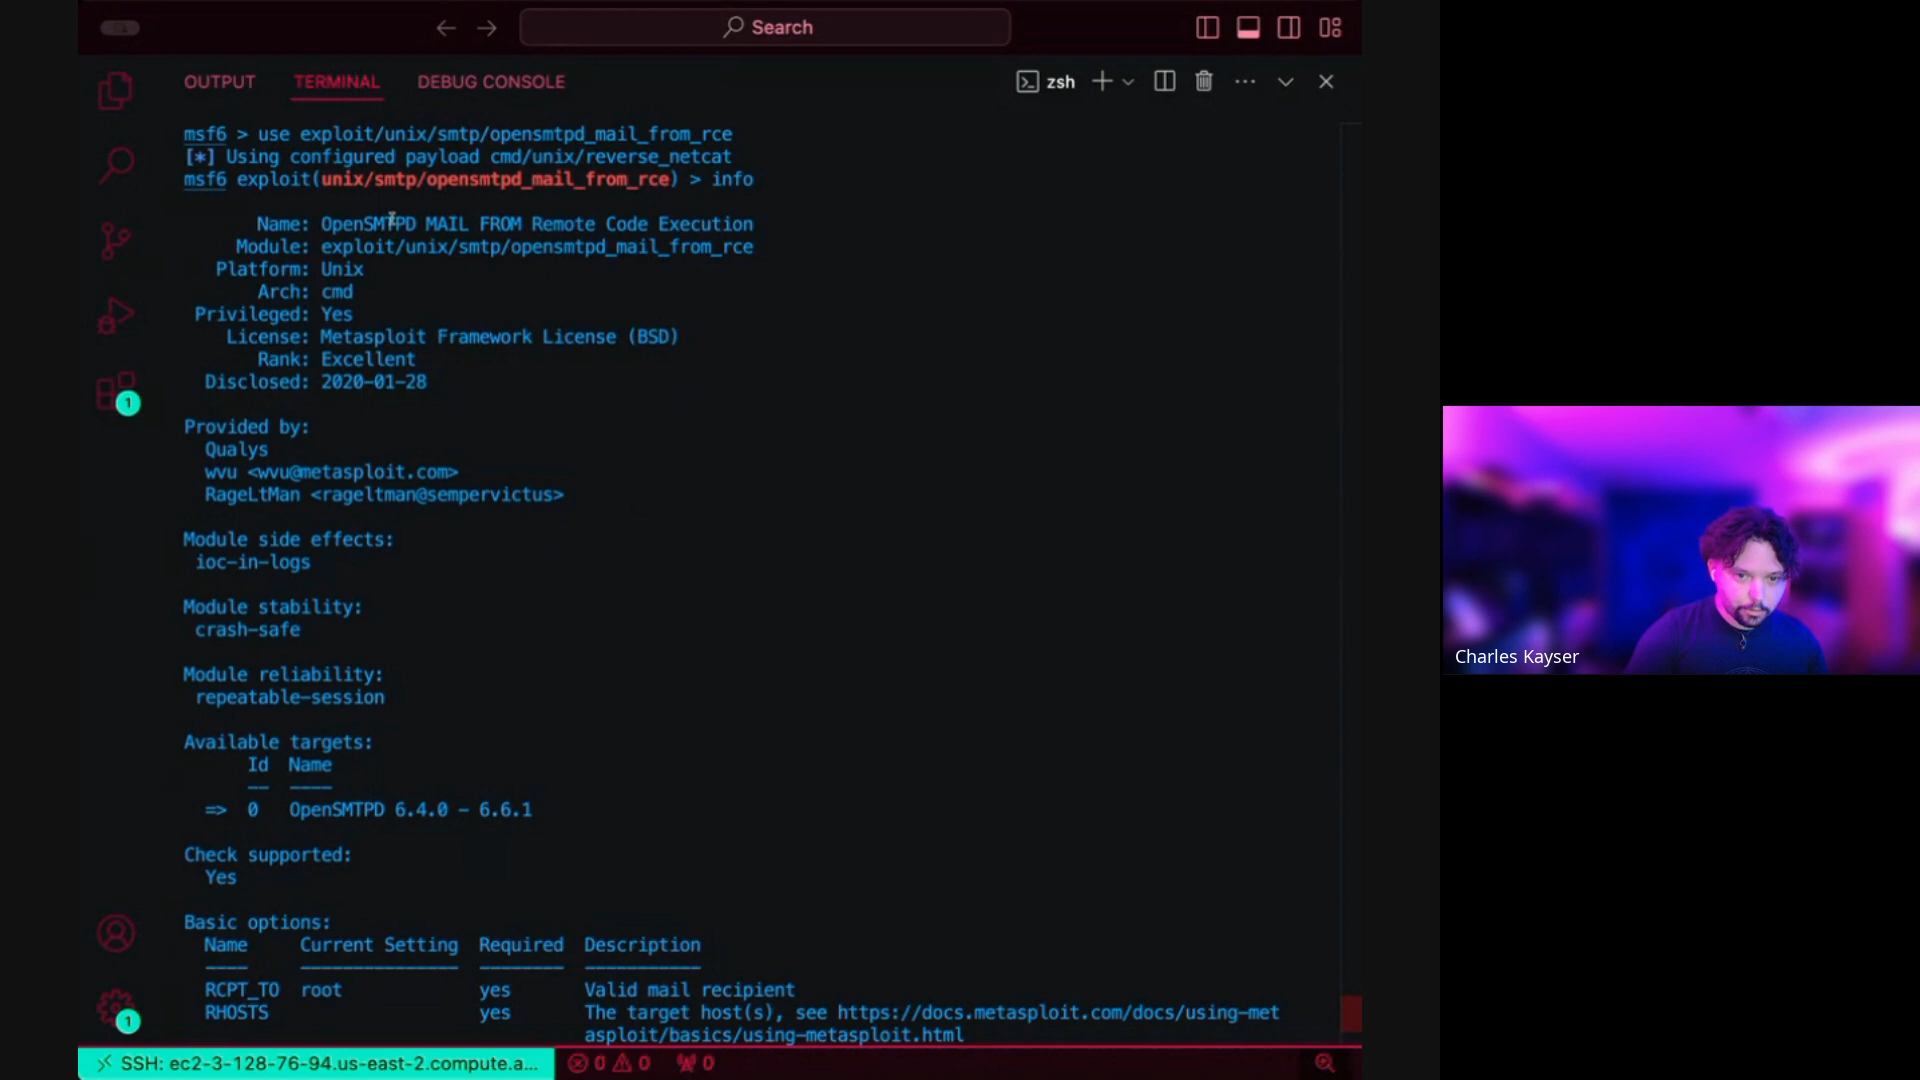 Search
OUTPUT TERMINAL DEBUG CONSOLE
zsh
msf6 > use exploit/unix/smtp/opensmtpd_mail_from_rce
[*] Using configured payload cmd/unix/reverse_netcat
msf6 exploit(unix/smtp/opensmtpd_mail_from_rce) > info
Name: OpenSMTPD MAIL FROM Remote Code Execution
Module: exploit/unix/smtp/opensmtpd_mail_from_rce
Platform: Unix
Arch: cmd
Privileged: Yes
License: Metasploit Framework License (BSD)
Rank: Excellent
Disclosed: 2020-01-28
Provided by:
Qualys
wvu <wvu@metasploit.com>
RageLtMan <rageltman@sempervictus>
Module side effects:
ioc-in-logs
Module stability:
crash-safe
Module reliability:
repeatable-session
Available targets:
Id Name
-- ----
=> 0 OpenSMTPD 6.4.0 - 6.6.1
Check supported:
Yes
Basic options:
Name Current Setting Required Description
---- --------------- -------- -----------
RCPT_TO root yes Valid mail recipient
RHOSTS yes The target host(s), see https://docs.metasploit.com/docs/using-met
asploit/basics/using-metasploit.html
1
1
SSH: ec2-3-128-76-94.us-east-2.compute.a... 0 0 0
Charles Kayser